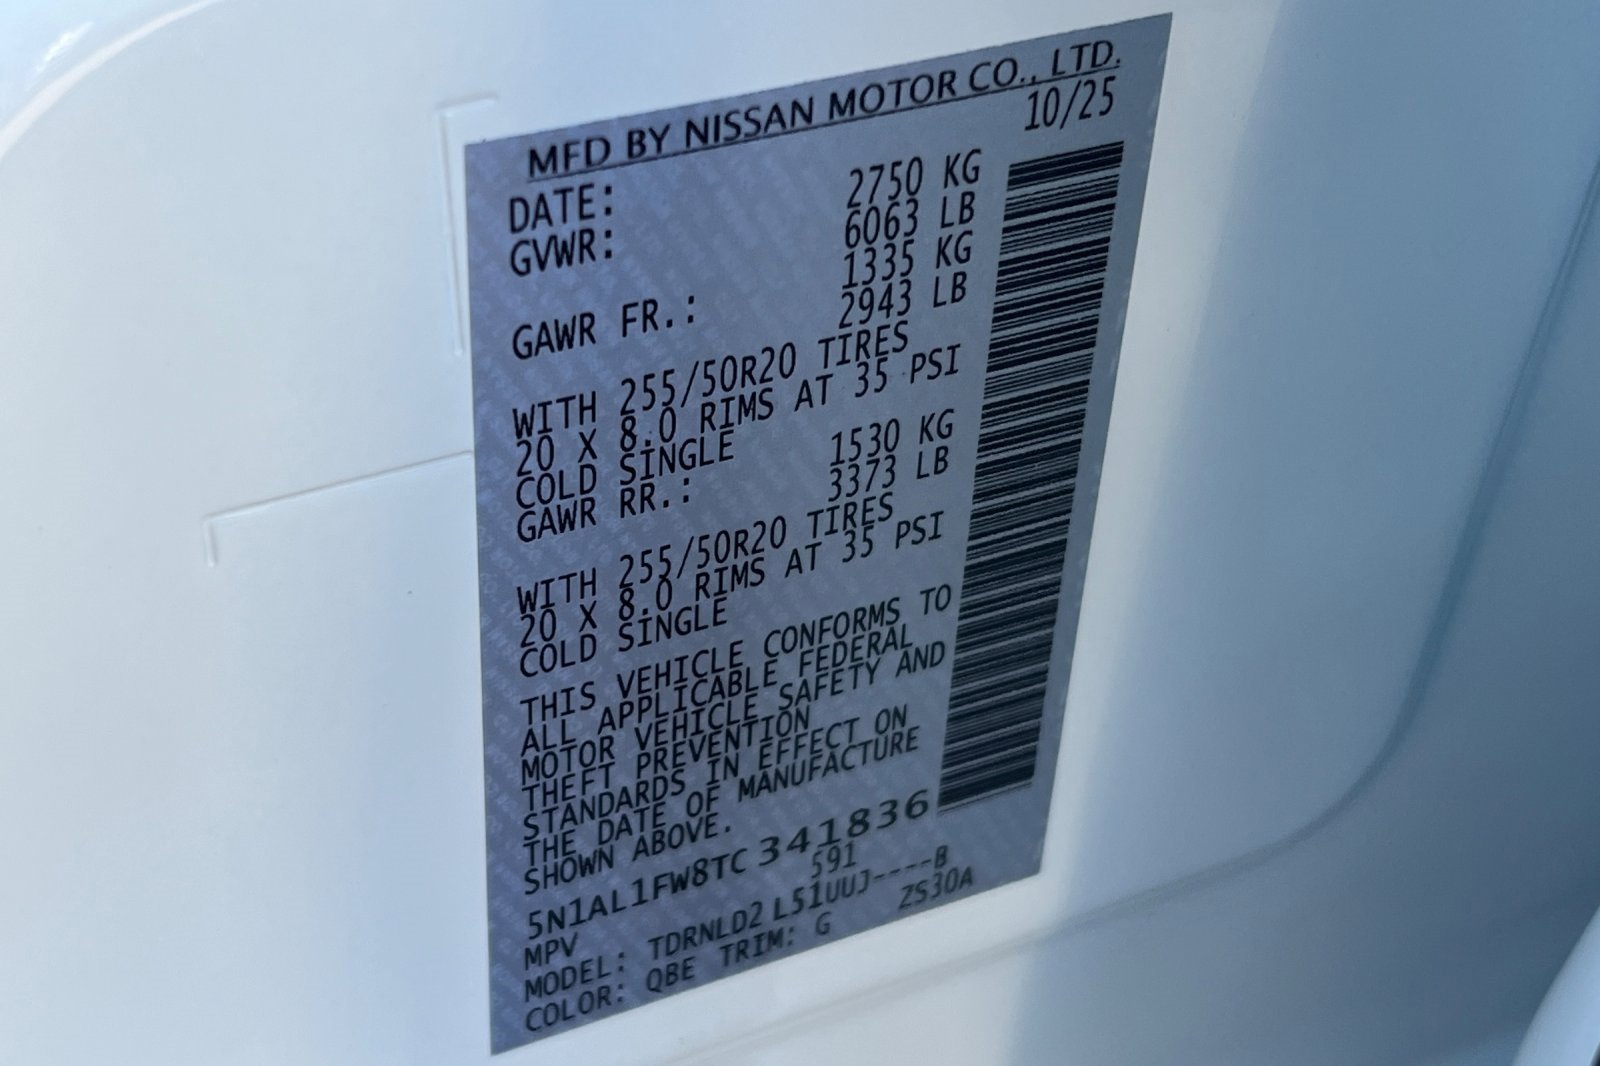 MFD BY NISSAN MOTOR CO., LTD.
DATE: 10/25
GVWR: 2750 KG
6063 LB
GAWR FR.: 1335 KG
2943 LB
WITH 255/50R20 TIRES
20 X 8.0 RIMS AT 35 PSI
COLD SINGLE
GAWR RR.: 1530 KG
3373 LB
WITH 255/50R20 TIRES
20 X 8.0 RIMS AT 35 PSI
COLD SINGLE
THIS VEHICLE CONFORMS TO
ALL APPLICABLE FEDERAL
MOTOR VEHICLE SAFETY AND
THEFT PREVENTION
STANDARDS IN EFFECT ON
THE DATE OF MANUFACTURE
SHOWN ABOVE.
5N1AL1FW8TC341836
MPV 591
MODEL: TDRNLD2 L51UUJ----B
COLOR: QBE TRIM: G ZS30A